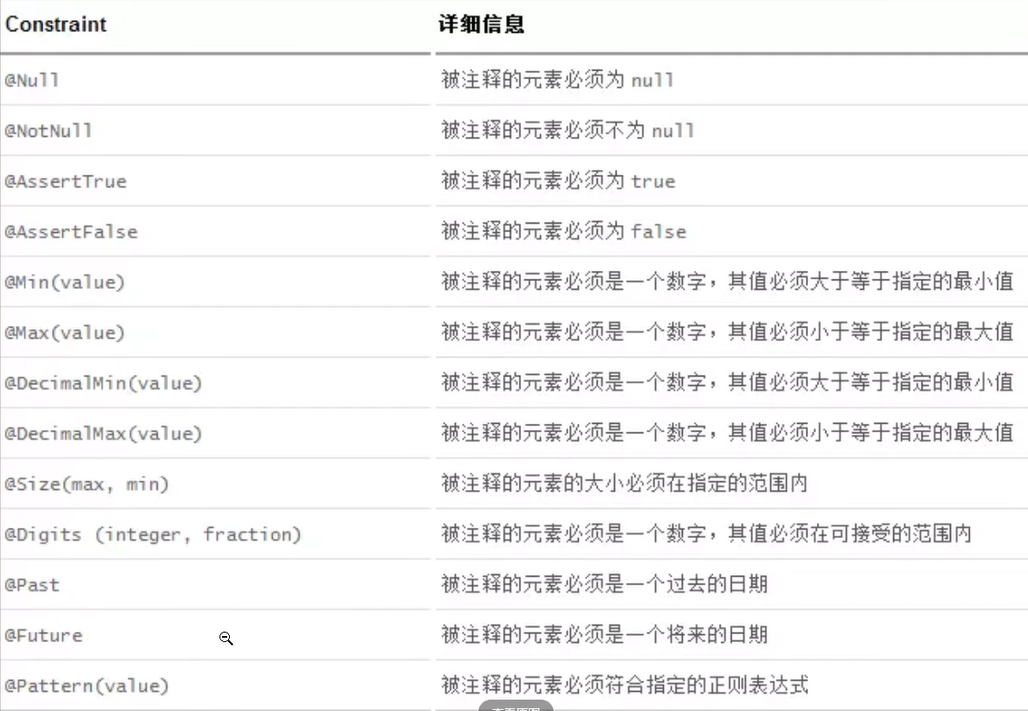 Constraint 详细信息
@Null 被注释的元素必须为 null
@NotNull 被注释的元素必须不为 null
@AssertTrue 被注释的元素必须为 true
@AssertFalse 被注释的元素必须为 false
@Min(value) 被注释的元素必须是一个数字，其值必须大于等于指定的最小值
@Max(value) 被注释的元素必须是一个数字，其值必须小于等于指定的最大值
@DecimalMin(value) 被注释的元素必须是一个数字，其值必须大于等于指定的最小值
@DecimalMax(value) 被注释的元素必须是一个数字，其值必须小于等于指定的最大值
@Size(max, min) 被注释的元素的大小必须在指定的范围内
@Digits (integer, fraction) 被注释的元素必须是一个数字，其值必须在可接受的范围内
@Past 被注释的元素必须是一个过去的日期
@Future 被注释的元素必须是一个将来的日期
@Pattern(value) 被注释的元素必须符合指定的正则表达式